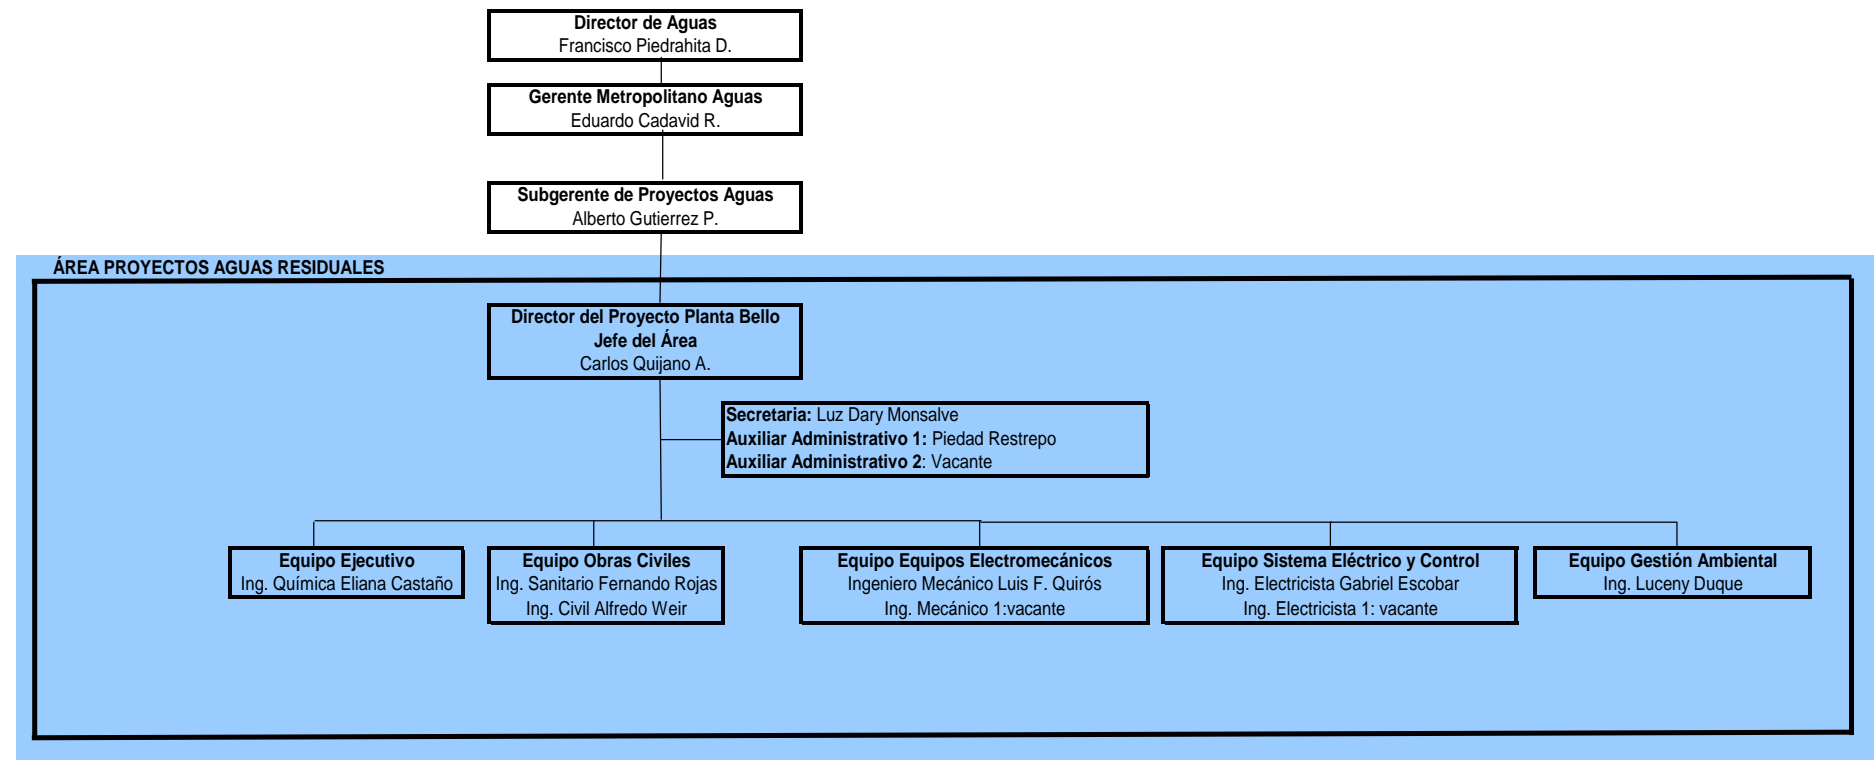 Director de Aguas
Francisco Piedrahita D.
Gerente Metropolitano Aguas
Eduardo Cadavid R.
Subgerente de Proyectos Aguas
Alberto Gutierrez P.
ÁREA PROYECTOS AGUAS RESIDUALES
Director del Proyecto Planta Bello
Jefe del Área
Carlos Quijano A.
Secretaria: Luz Dary Monsalve
Auxiliar Administrativo 1: Piedad Restrepo
Auxiliar Administrativo 2: Vacante
Equipo Ejecutivo
Ing. Química Eliana Castaño
Equipo Obras Civiles
Ing. Sanitario Fernando Rojas
Ing. Civil Alfredo Weir
Equipo Equipos Electromecánicos
Ingeniero Mecánico Luis F. Quirós
Ing. Mecánico 1:vacante
Equipo Sistema Eléctrico y Control
Ing. Electricista Gabriel Escobar
Ing. Electricista 1: vacante
Equipo Gestión Ambiental
Ing. Luceny Duque